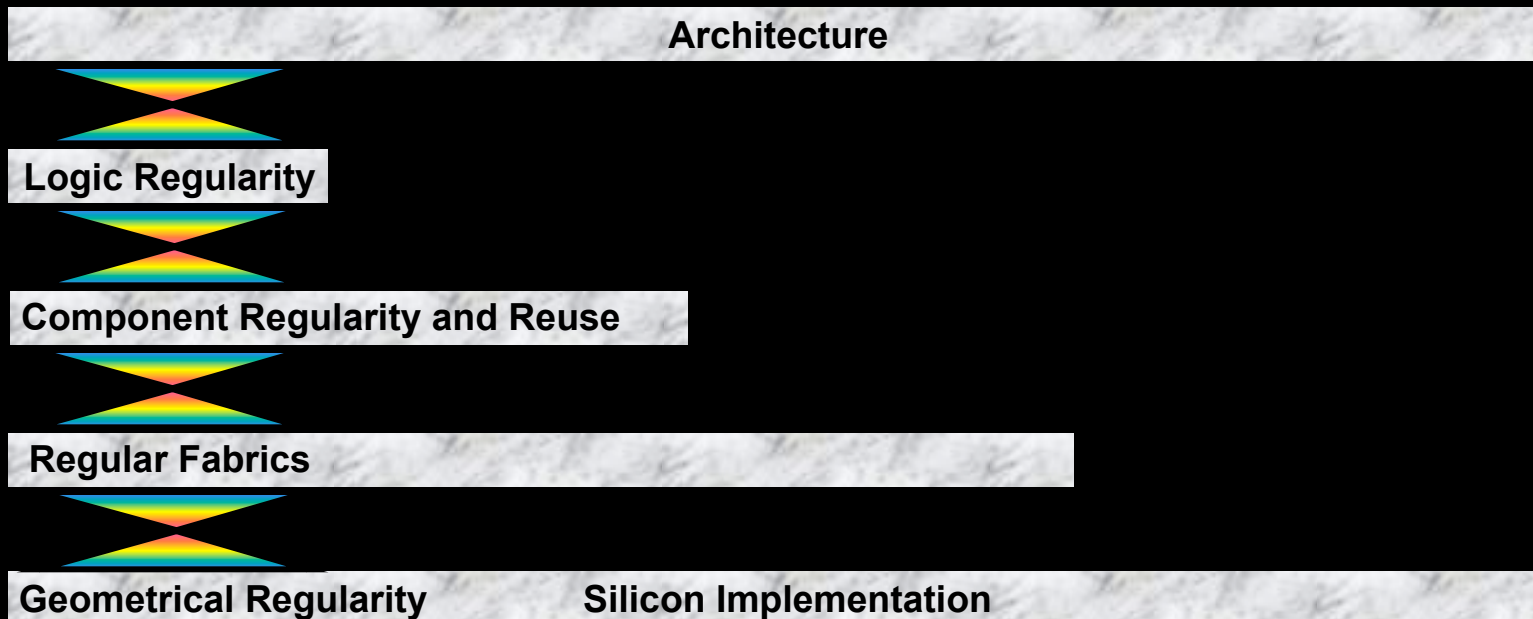 Architecture
Logic Regularity
Component Regularity and Reuse
Regular Fabrics
Geometrical Regularity Silicon Implementation